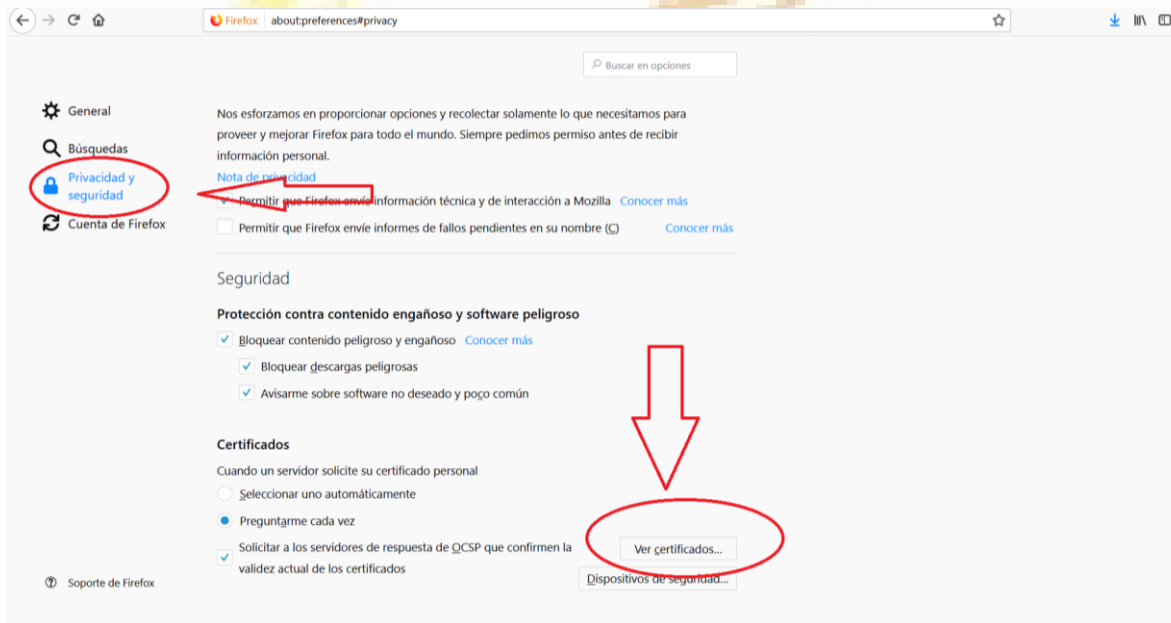 Firefox about:preferences#privacy
Buscar en opciones
General
Búsquedas
Privacidad y
seguridad
Cuenta de Firefox
Nos esforzamos en proporcionar opciones y recolectar solamente lo que necesitamos para
proveer y mejorar Firefox para todo el mundo. Siempre pedimos permiso antes de recibir
información personal.
Nota de privacidad
Permitir que Firefox envíe información técnica y de interacción a Mozilla Conocer más
Permitir que Firefox envíe informes de fallos pendientes en su nombre (C) Conocer más
Seguridad
Protección contra contenido engañoso y software peligroso
Bloquear contenido peligroso y engañoso Conocer más
Bloquear descargas peligrosas
Avisarme sobre software no deseado y poço común
Certificados
Cuando un servidor solicite su certificado personal
Seleccionar uno automáticamente
Preguntarme cada vez
Solicitar a los servidores de respuesta de OCSP que confirmen la
validez actual de los certificados
Ver certificados...
Dispositivos de seguridad...
Soporte de Firefox